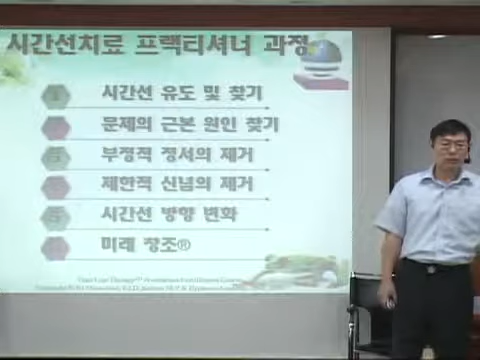 시간선치료 프랙티셔너 과정
시간선 유도 및 찾기
문제의 근본 원인 찾기
부정적 정서의 제거
제한적 신념의 제거
시간선 방향 변화
미래 창조®